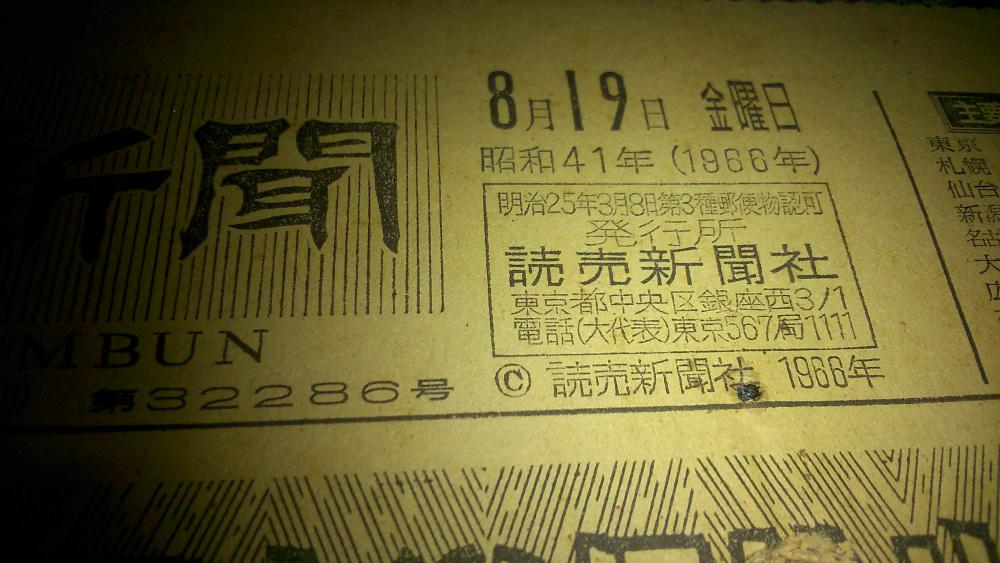 新聞
MBUN
第32286号
8月19日 金曜日
昭和41年(1966年)
明治25年3月8日第3種郵便物認可
発行所
読売新聞社
東京都中央区銀座西3/1
電話(大代表)東京567局1111
© 読売新聞社 1966年
東京
札幌
仙台
新潟